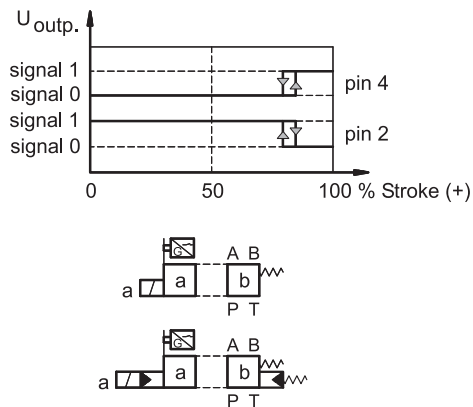 U outp.
signal 1
signal 0
pin 4
signal 1
signal 0
pin 2
0 50 100 % Stroke (+)
G
A B
a a b
P T
G
A B
a a b
P T